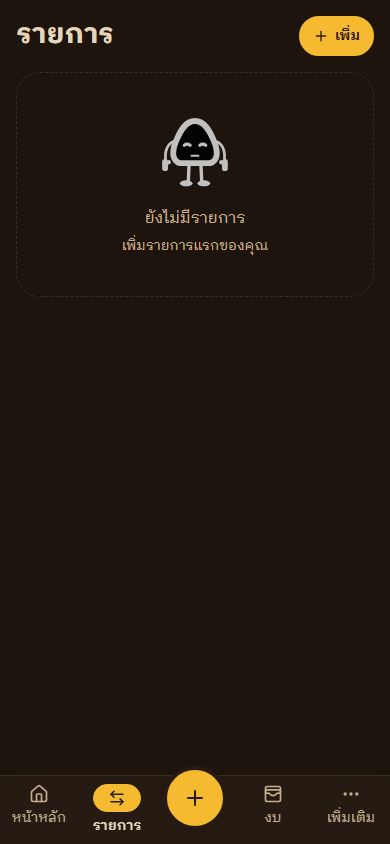 รายการ
เพิ่ม
ยังไม่มีรายการ
เพิ่มรายการแรกของคุณ
หน้าหลัก
รายการ
งบ
เพิ่มเติม